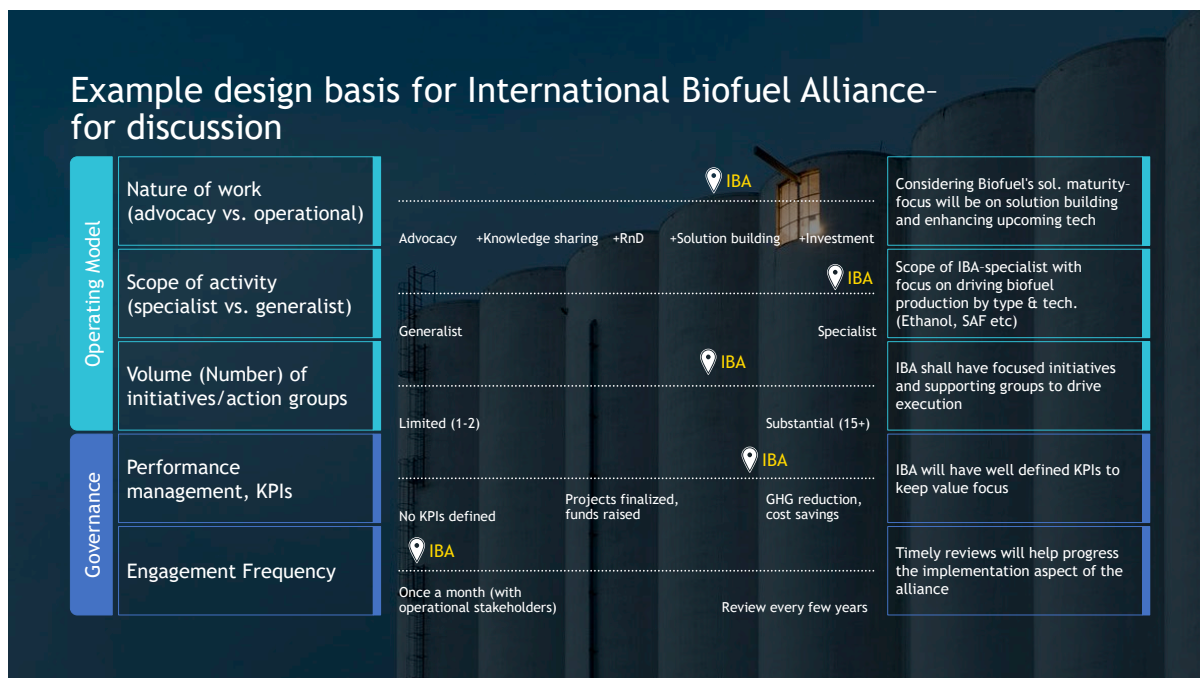 Example design basis for International Biofuel Alliance–
for discussion
Operating Model
Nature of work
(advocacy vs. operational)
IBA
Advocacy +Knowledge sharing +RnD +Solution building +Investment
Considering Biofuel's sol. maturity-
focus will be on solution building
and enhancing upcoming tech
Scope of activity
(specialist vs. generalist)
IBA
Generalist Specialist
Scope of IBA-specialist with
focus on driving biofuel
production by type & tech.
(Ethanol, SAF etc)
Volume (Number) of
initiatives/action groups
IBA
Limited (1-2) Substantial (15+)
IBA shall have focused initiatives
and supporting groups to drive
execution
Governance
Performance
management, KPIs
IBA
No KPIs defined
Projects finalized,
funds raised
GHG reduction,
cost savings
IBA will have well defined KPIs to
keep value focus
Engagement Frequency
IBA
Once a month (with
operational stakeholders)
Review every few years
Timely reviews will help progress
the implementation aspect of the
alliance